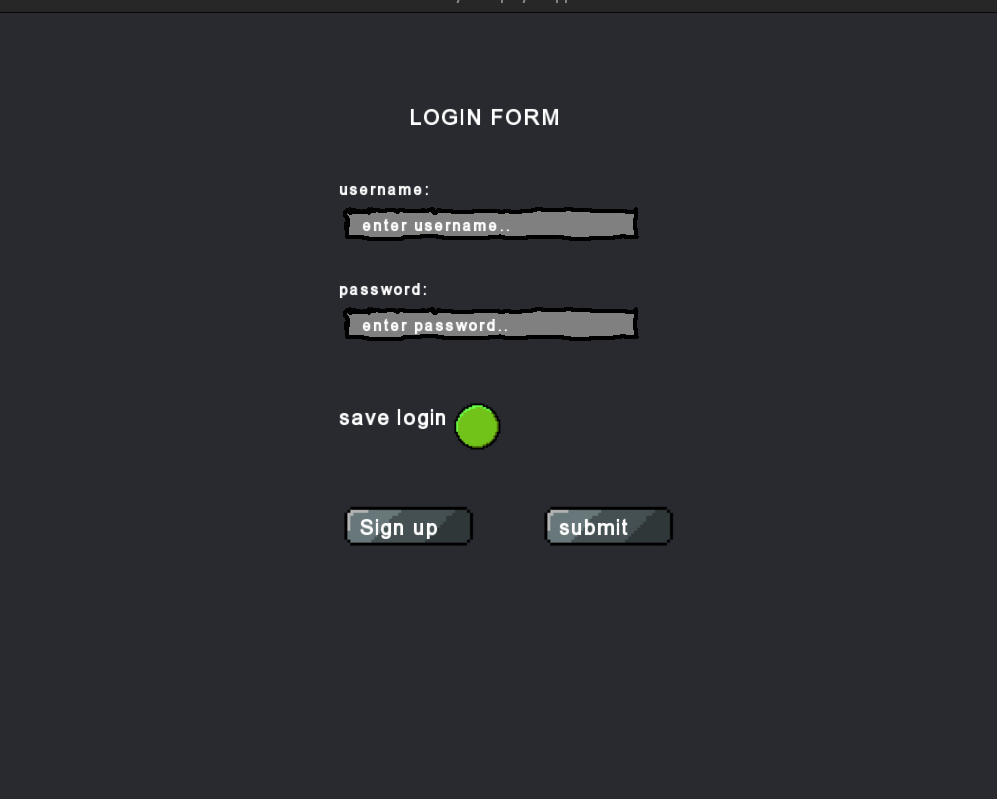 LOGIN FORM
username:
enter username..
password:
enter password..
save login
Sign up submit